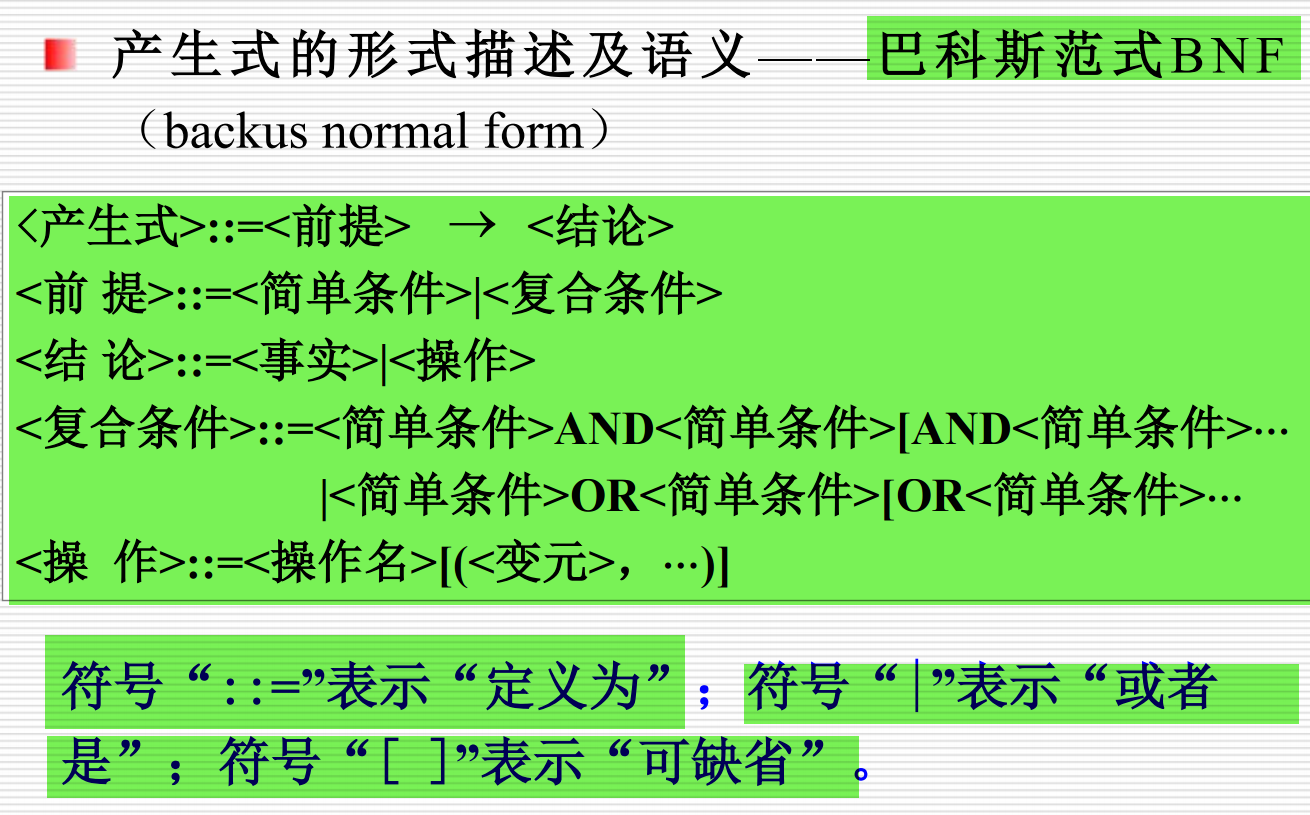 产生式的形式描述及语义——巴科斯范式BNF
（backus normal form）
<产生式>::=<前提> → <结论>
<前 提>::=<简单条件>|<复合条件>
<结 论>::=<事实>|<操作>
<复合条件>::=<简单条件>AND<简单条件>[AND<简单条件>…
|<简单条件>OR<简单条件>[OR<简单条件>…
<操 作>::=<操作名>[(<变元>，…)]
符号“::=”表示“定义为”；符号“|”表示“或者
是”；符号“[ ]”表示“可缺省”。